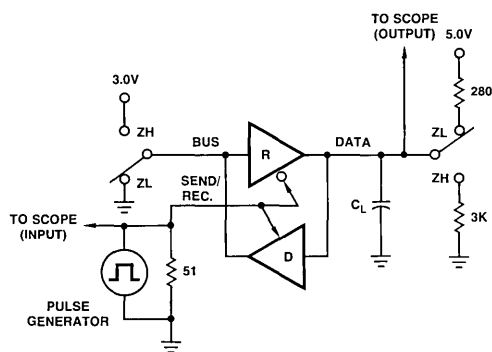 TO SCOPE
(OUTPUT)
5.0V
280
3.0V
ZH
ZL
BUS
R
DATA
ZL
ZH
SEND/
REC.
CL
3K
TO SCOPE
(INPUT)
51
D
PULSE
GENERATOR